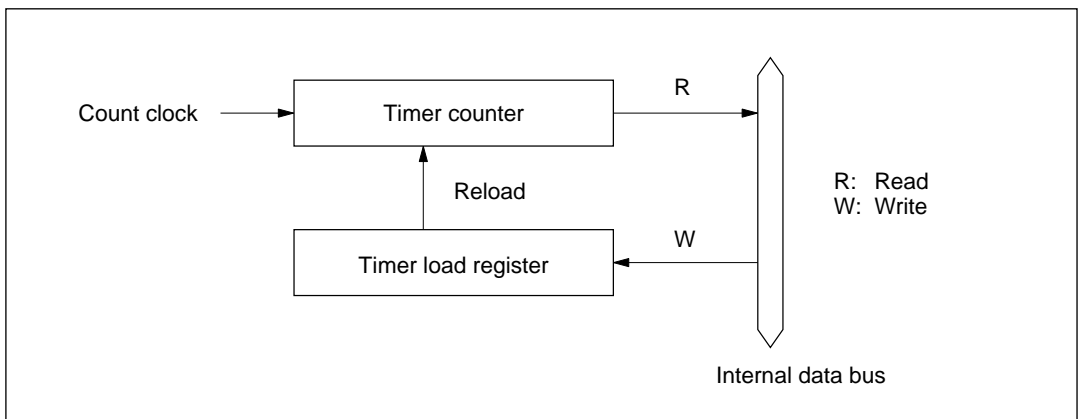 R
Count clock
Timer counter
Reload
R: Read
W: Write
W
Timer load register
Internal data bus